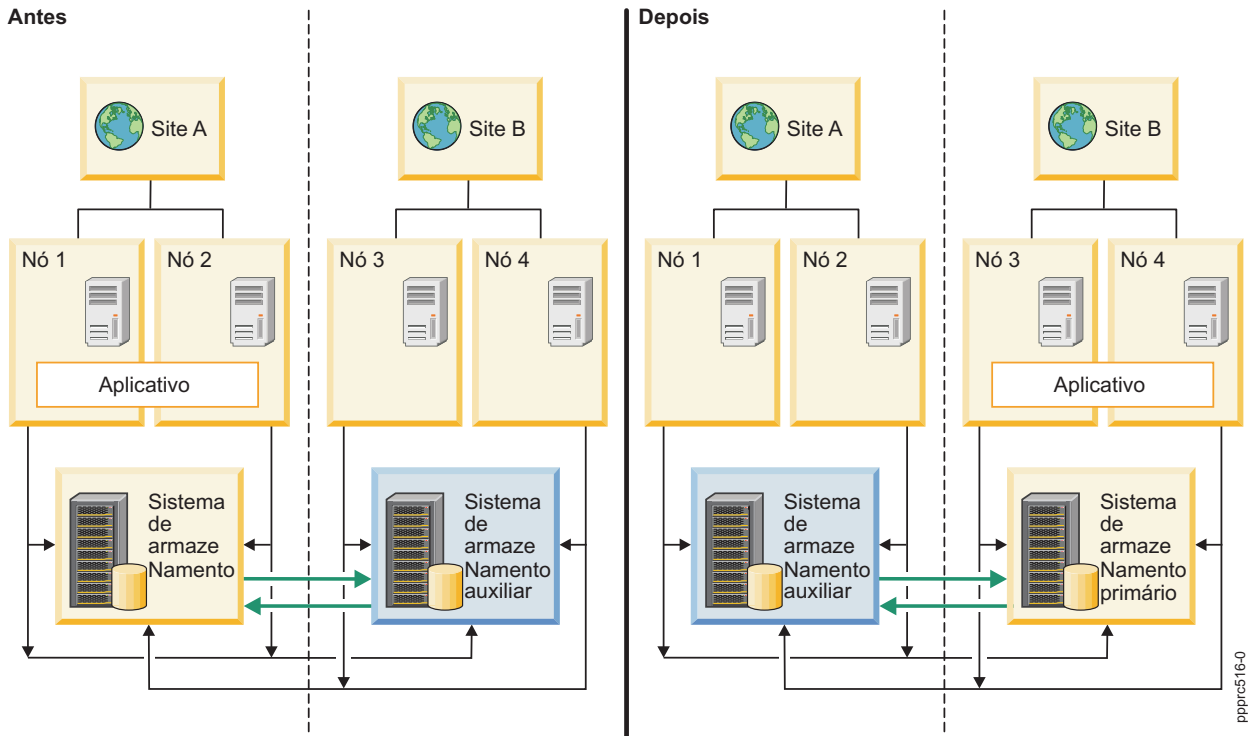 Antes
Site A
Site B
Nó 1
Nó 2
Nó 3
Nó 4
Aplicativo
Sistema
de
armaze
Namento
Sistema
de
armaze
Namento
auxiliar
Depois
Site A
Site B
Nó 1
Nó 2
Nó 3
Nó 4
Aplicativo
Sistema
de
armaze
Namento
auxiliar
Sistema
de
armaze
Namento
primário
ppprc516-0